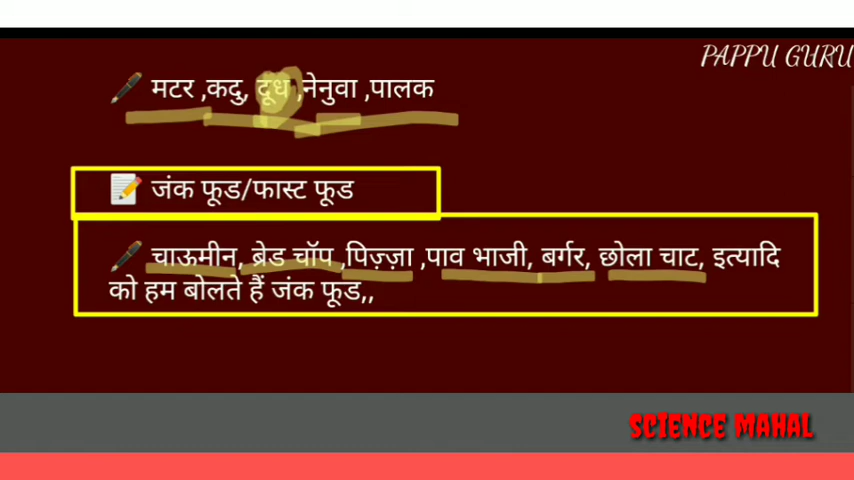 PAPPU GURU
मटर ,कदु, दूध ,नेनुवा ,पालक
जंक फूड/फास्ट फूड
चाऊमीन, ब्रेड चॉप ,पिज़्ज़ा ,पाव भाजी, बर्गर, छोला चाट, इत्यादि
को हम बोलते हैं जंक फूड,,
SCIENCE MAHAL